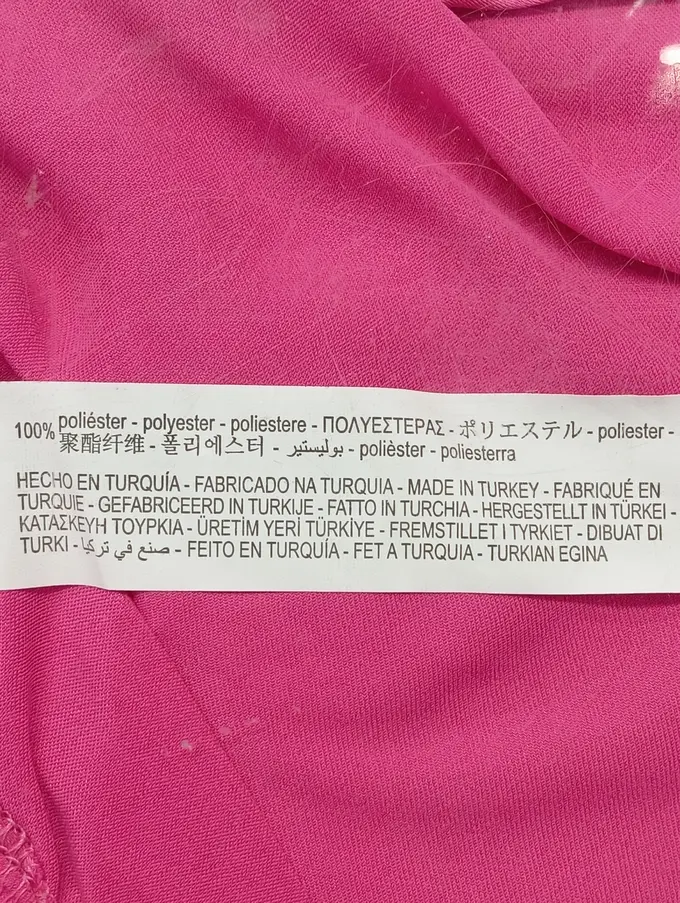 100% poliéster - polyester - poliestere - ΠΟΛΥΕΣΤΕΡΑΣ - ポリエステル - poliester -
聚酯纤维 - 폴리에스터 - بوليستير - polièster - poliesterra
HECHO EN TURQUÍA - FABRICADO NA TURQUIA - MADE IN TURKEY - FABRIQUÉ EN
TURQUIE - GEFABRICEERD IN TURKIJE - FATTO IN TURCHIA - HERGESTELLT IN TÜRKEI -
ΚΑΤΑΣΚΕΥΗ ΤΟΥΡΚΙΑ - ÜRETİM YERİ TÜRKİYE - FREMSTILLET I TYRKIET - DIBUAT DI
TURKI - صنع في تركيا - FEITO EN TURQUÍA - FET A TURQUIA - TURKIAN EGINA